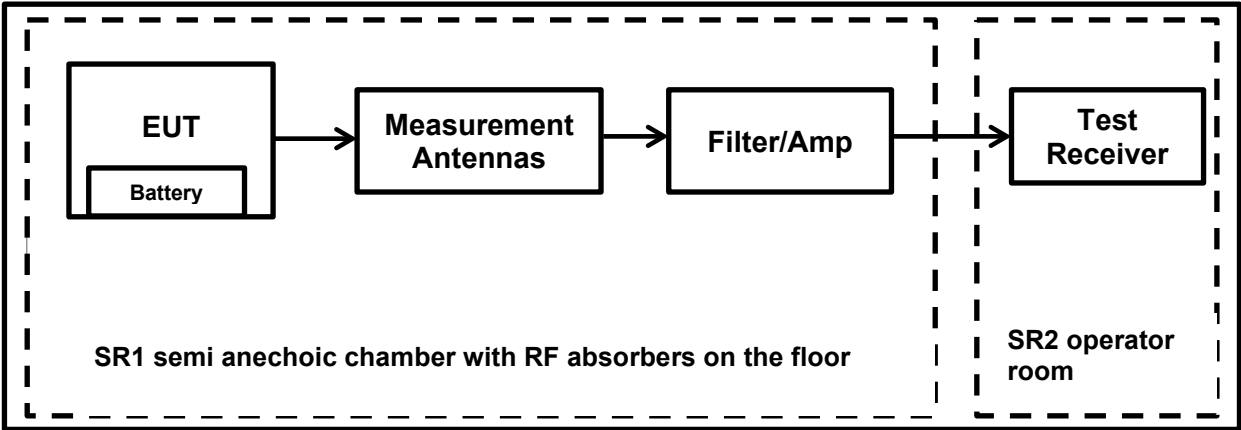 EUT
Battery
Measurement
Antennas
Filter/Amp
Test
Receiver
SR1 semi anechoic chamber with RF absorbers on the floor
SR2 operator
room